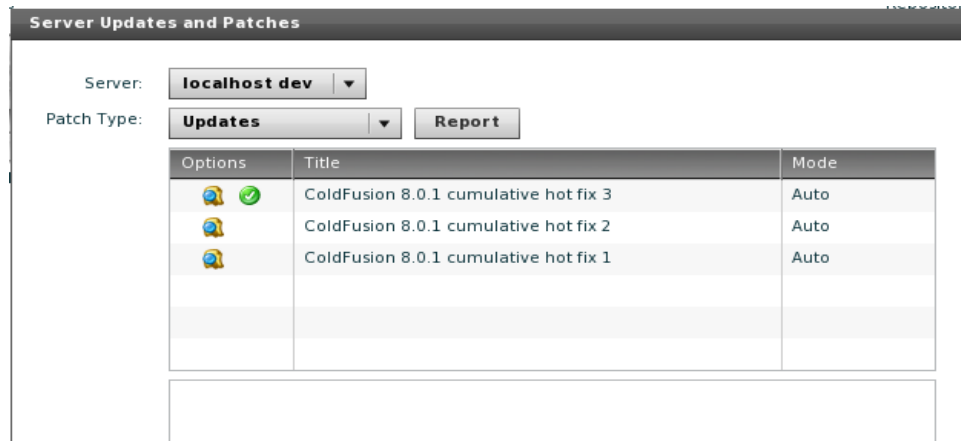 Server Updates and Patches
Server: localhost dev
Patch Type: Updates Report
Options Title Mode
ColdFusion 8.0.1 cumulative hot fix 3 Auto
ColdFusion 8.0.1 cumulative hot fix 2 Auto
ColdFusion 8.0.1 cumulative hot fix 1 Auto